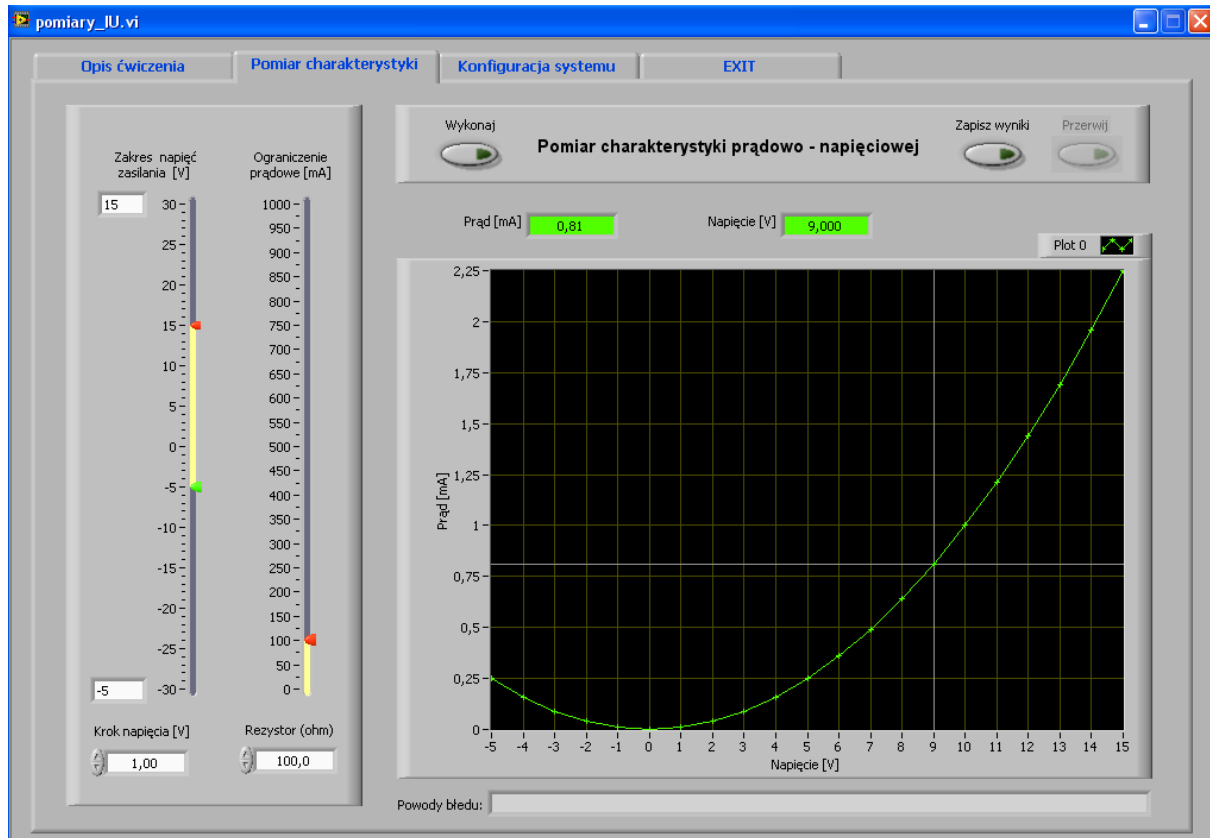 pomiary_IU.vi
Opis ćwiczenia
Pomiar charakterystyki
Konfiguracja systemu
EXIT
Zakres napięć
zasilania [V]
15
30
25
20
15
10
5
0
-5
-10
-15
-20
-25
-30
-5
Krok napięcia [V]
1,00
Ograniczenie
prądowe [mA]
1000
950
900
850
800
750
700
650
600
550
500
450
400
350
300
250
200
150
100
50
0
Rezystor (ohm)
100,0
Wykonaj
Pomiar charakterystyki prądowo - napięciowej
Zapisz wyniki
Przerwij
Prąd [mA] 0,81
Napięcie [V] 9,000
Plot 0
Prąd [mA]
2,25
2
1,75
1,5
1,25
1
0,75
0,5
0,25
0
-5 -4 -3 -2 -1 0 1 2 3 4 5 6 7 8 9 10 11 12 13 14 15
Napięcie [V]
Powody błedu: